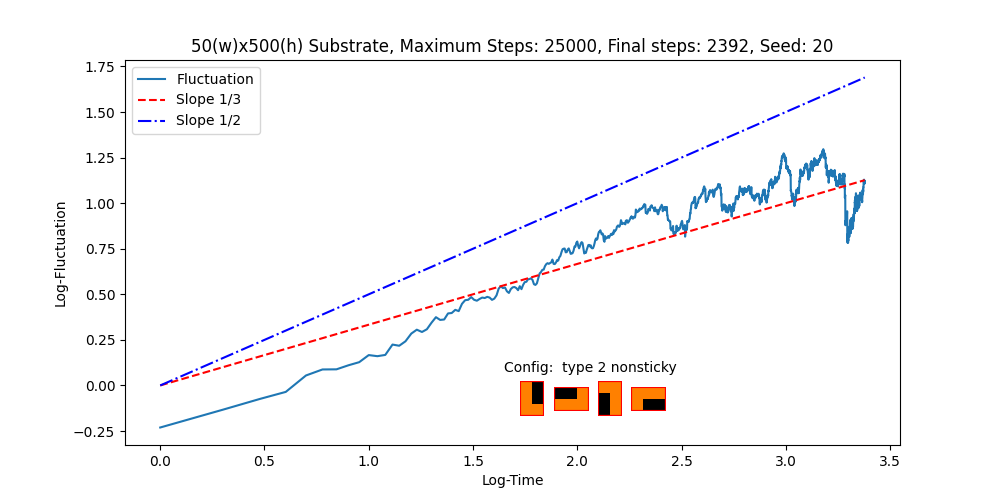 50(w)x500(h) Substrate, Maximum Steps: 25000, Final steps: 2392, Seed: 20
1.75
1.50
1.25
1.00
0.75
0.50
0.25
0.00
−0.25
Log-Fluctuation
Fluctuation
Slope 1/3
Slope 1/2
Config:  type 2 nonsticky
0.0 0.5 1.0 1.5 2.0 2.5 3.0 3.5
Log-Time